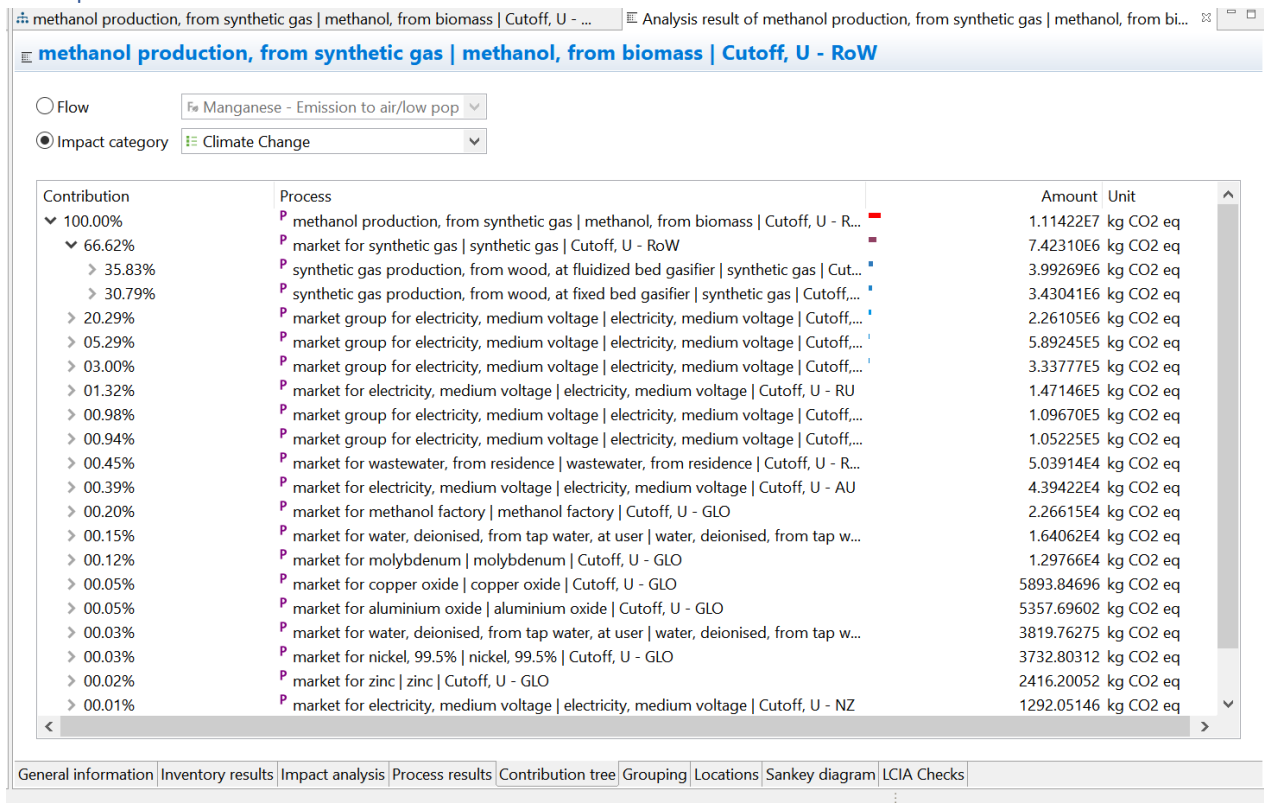 methanol production, from synthetic gas | methanol, from biomass | Cutoff, U - ... Analysis result of methanol production, from synthetic gas | methanol, from bi...
methanol production, from synthetic gas | methanol, from biomass | Cutoff, U - RoW
Flow Manganese - Emission to air/low pop
Impact category Climate Change
Contribution Process Amount Unit
100.00% P methanol production, from synthetic gas | methanol, from biomass | Cutoff, U - R... 1.11422E7 kg CO2 eq
66.62% P market for synthetic gas | synthetic gas | Cutoff, U - RoW 7.42310E6 kg CO2 eq
35.83% P synthetic gas production, from wood, at fluidized bed gasifier | synthetic gas | Cut... 3.99269E6 kg CO2 eq
30.79% P synthetic gas production, from wood, at fixed bed gasifier | synthetic gas | Cutoff,... 3.43041E6 kg CO2 eq
20.29% P market group for electricity, medium voltage | electricity, medium voltage | Cutoff,... 2.26105E6 kg CO2 eq
05.29% P market group for electricity, medium voltage | electricity, medium voltage | Cutoff,... 5.89245E5 kg CO2 eq
03.00% P market group for electricity, medium voltage | electricity, medium voltage | Cutoff,... 3.33777E5 kg CO2 eq
01.32% P market for electricity, medium voltage | electricity, medium voltage | Cutoff, U - RU 1.47146E5 kg CO2 eq
00.98% P market group for electricity, medium voltage | electricity, medium voltage | Cutoff,... 1.09670E5 kg CO2 eq
00.94% P market group for electricity, medium voltage | electricity, medium voltage | Cutoff,... 1.05225E5 kg CO2 eq
00.45% P market for wastewater, from residence | wastewater, from residence | Cutoff, U - R... 5.03914E4 kg CO2 eq
00.39% P market for electricity, medium voltage | electricity, medium voltage | Cutoff, U - AU 4.39422E4 kg CO2 eq
00.20% P market for methanol factory | methanol factory | Cutoff, U - GLO 2.26615E4 kg CO2 eq
00.15% P market for water, deionised, from tap water, at user | water, deionised, from tap w... 1.64062E4 kg CO2 eq
00.12% P market for molybdenum | molybdenum | Cutoff, U - GLO 1.29766E4 kg CO2 eq
00.05% P market for copper oxide | copper oxide | Cutoff, U - GLO 5893.84696 kg CO2 eq
00.05% P market for aluminium oxide | aluminium oxide | Cutoff, U - GLO 5357.69602 kg CO2 eq
00.03% P market for water, deionised, from tap water, at user | water, deionised, from tap w... 3819.76275 kg CO2 eq
00.03% P market for nickel, 99.5% | nickel, 99.5% | Cutoff, U - GLO 3732.80312 kg CO2 eq
00.02% P market for zinc | zinc | Cutoff, U - GLO 2416.20052 kg CO2 eq
00.01% P market for electricity, medium voltage | electricity, medium voltage | Cutoff, U - NZ 1292.05146 kg CO2 eq
General information Inventory results Impact analysis Process results Contribution tree Grouping Locations Sankey diagram LCIA Checks